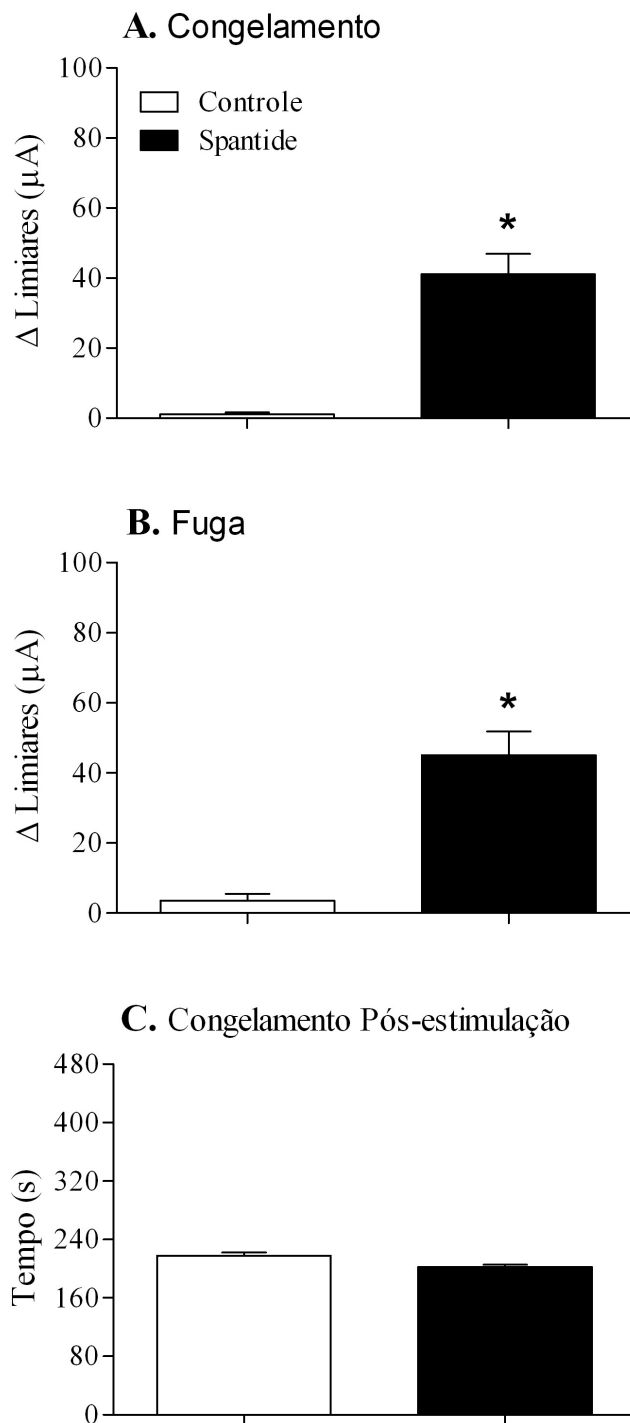 A. Congelamento
100
80
60
40
20
0
Δ Limiares (µA)
Controle
Spantide
*
B. Fuga
100
80
60
40
20
0
Δ Limiares (µA)
*
C. Congelamento Pós-estimulação
480
400
320
240
160
80
0
Tempo (s)